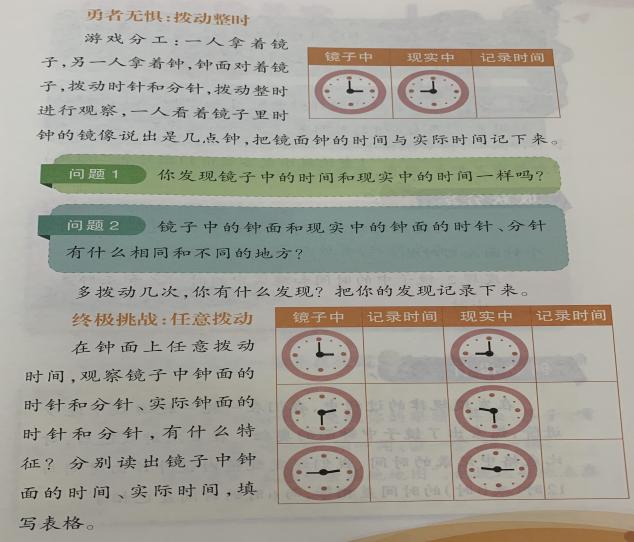 勇者无惧：拨动整时
游戏分工：一人拿着镜
子，另一人拿着钟，钟面对着镜
子，拨动时针和分针，拨动整时
进行观察，一人看着镜子里时
钟的镜像说出是几点钟，把镜面钟的时间与实际时间记下来。
镜子中 现实中 记录时间
问题1 你发现镜子中的时间和现实中的时间一样吗？
问题2 镜子中的钟面和现实中的钟面的时针、分针
有什么相同和不同的地方？
多拨动几次，你有什么发现？把你的发现记录下来。
终极挑战：任意拨动
在钟面上任意拨动
时间，观察镜子中钟面的
时针和分针、实际钟面的
时针和分针，有什么特
征？分别读出镜子中钟
面的时间、实际时间，填
写表格。
镜子中 记录时间 现实中 记录时间